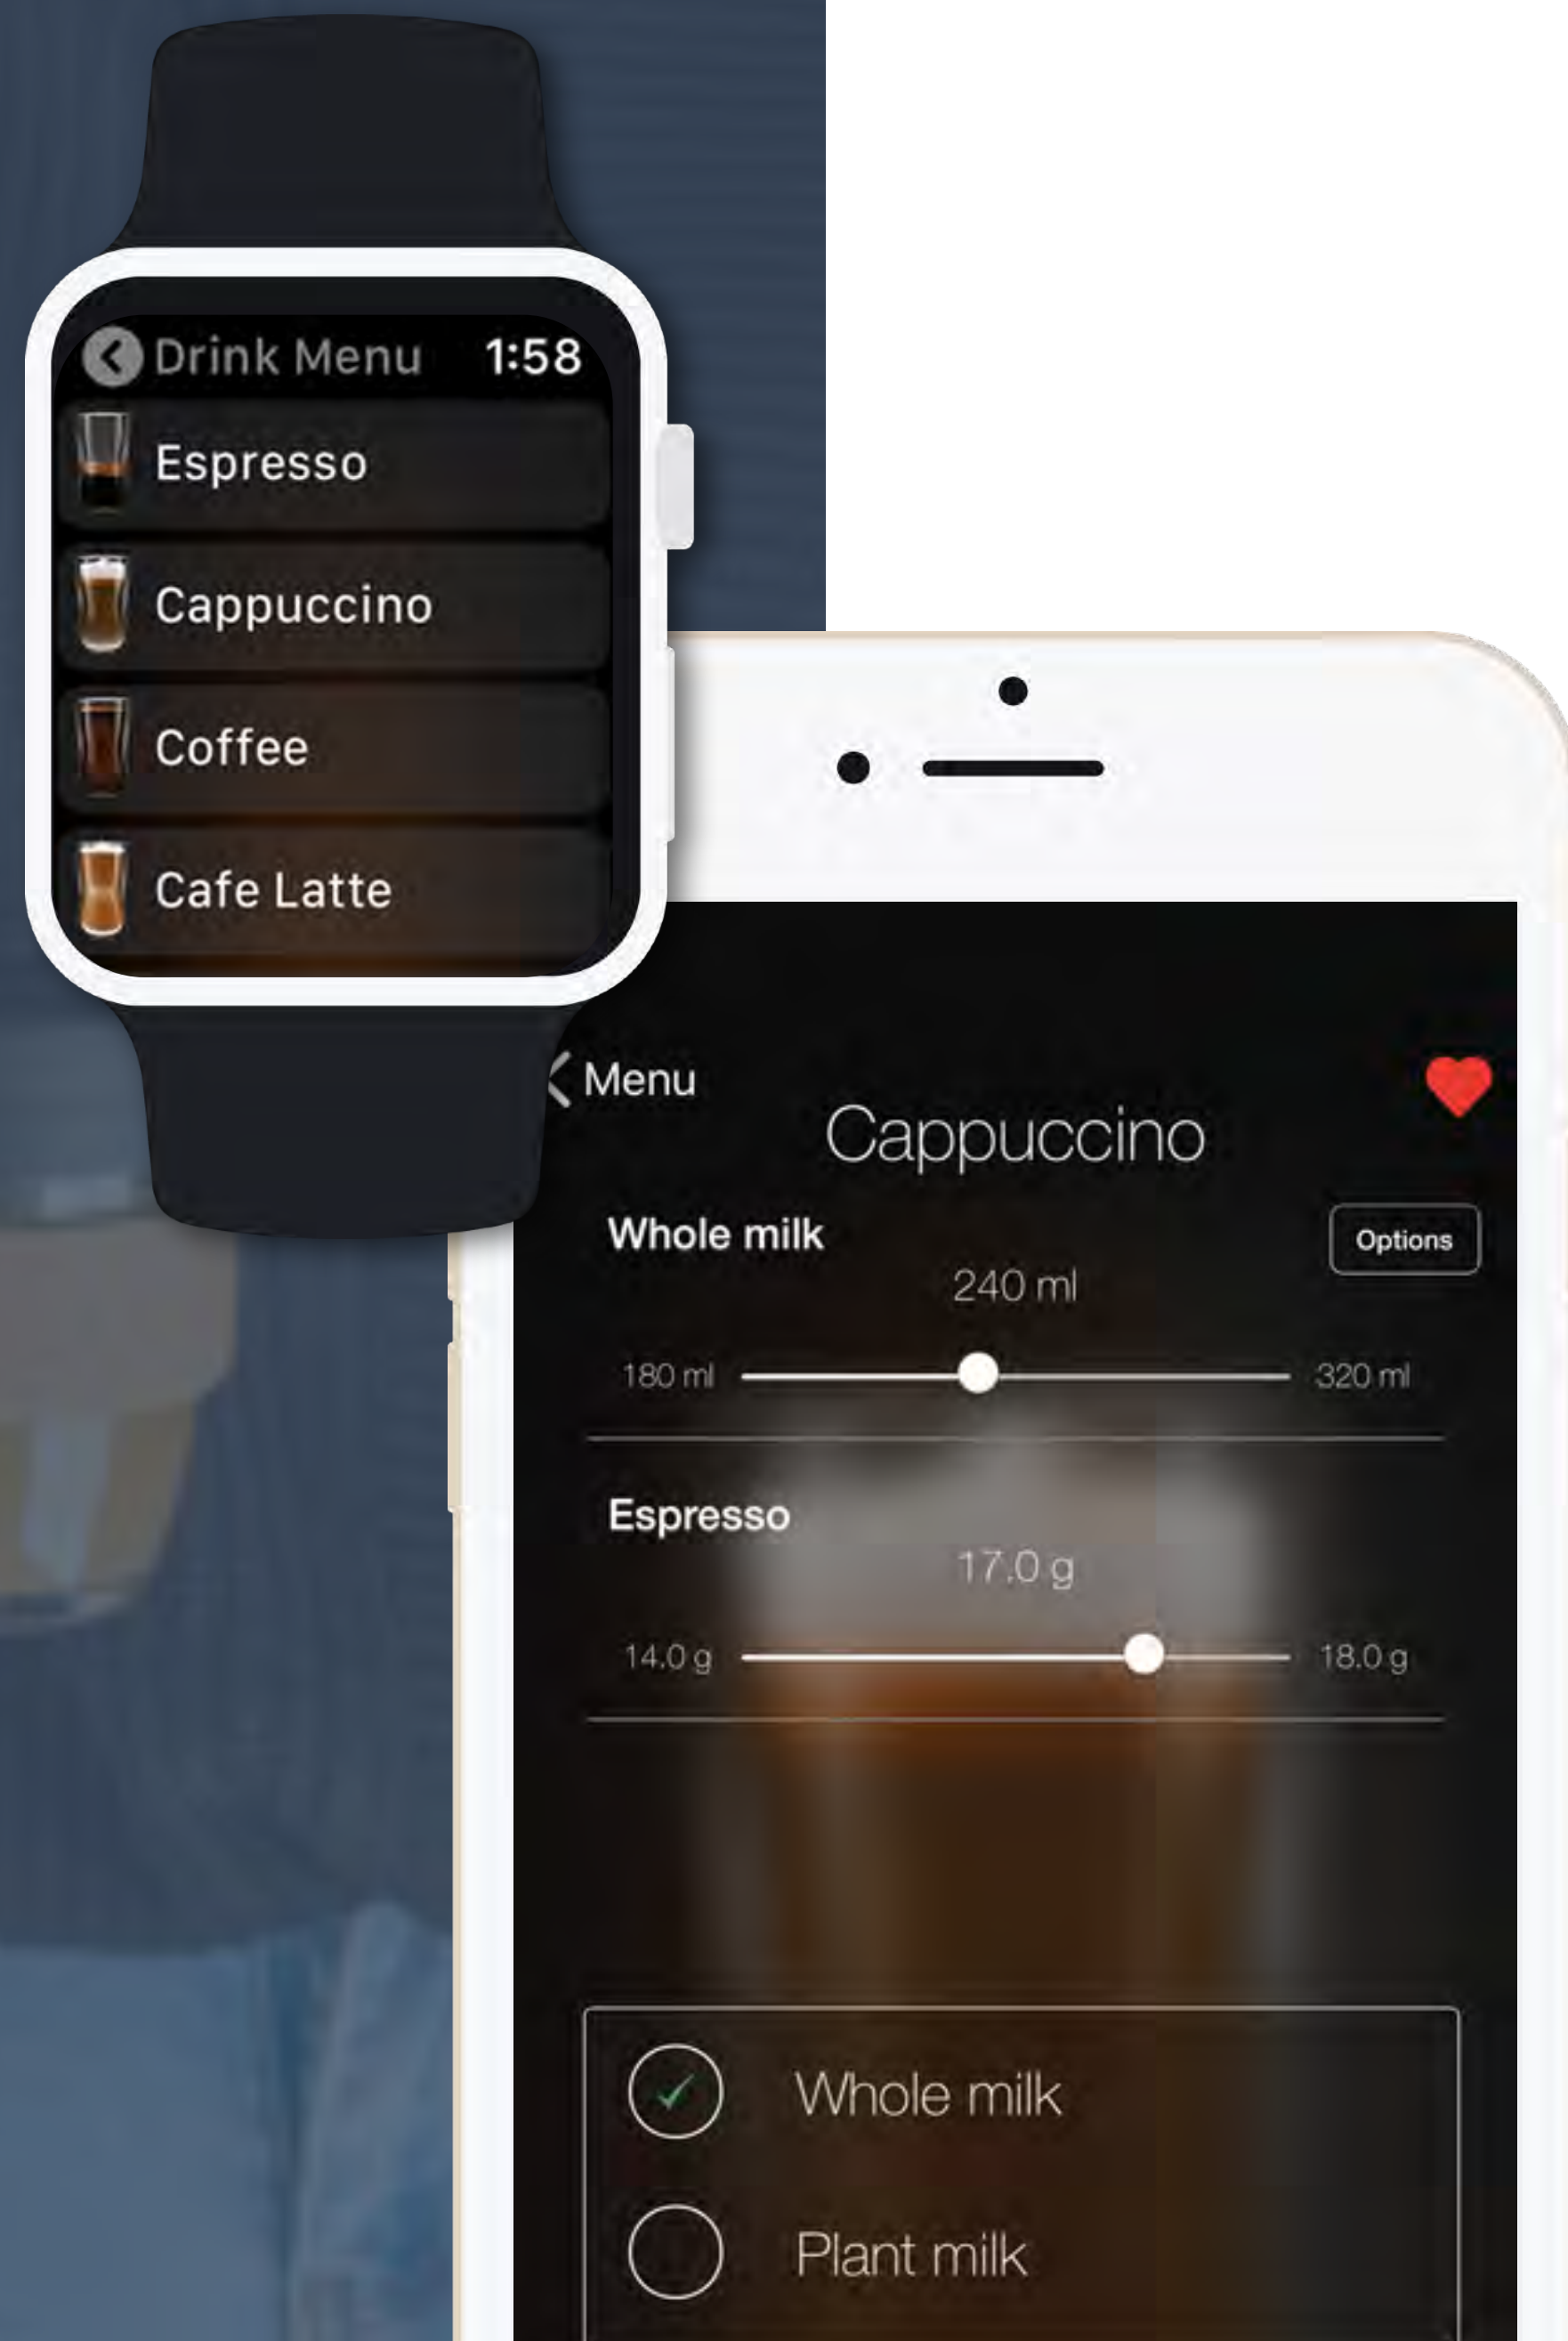 Drink Menu 1:58
Espresso
Cappuccino
Coffee
Cafe Latte
Menu
Cappuccino
Whole milk
Options
240 ml
180 ml
320 ml
Espresso
17.0 g
14.0 g
18.0 g
Whole milk
Plant milk